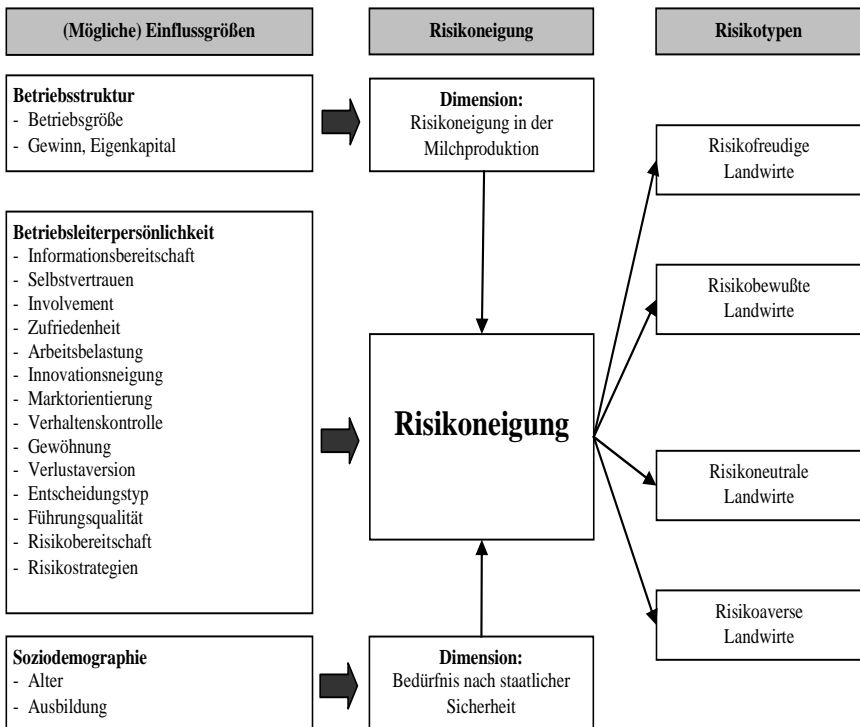 (Mögliche) Einflussgrößen
Risikoneigung
Risikotypen
Betriebsstruktur
- Betriebsgröße
- Gewinn, Eigenkapital
Dimension:
Risikoneigung in der
Milchproduktion
Betriebsleiterpersönlichkeit
- Informationsbereitschaft
- Selbstvertrauen
- Involvement
- Zufriedenheit
- Arbeitsbelastung
- Innovationsneigung
- Marktorientierung
- Verhaltenskontrolle
- Gewöhnung
- Verlustaversion
- Entscheidungstyp
- Führungsqualität
- Risikobereitschaft
- Risikostrategien
Risikoneigung
Soziodemographie
- Alter
- Ausbildung
Dimension:
Bedürfnis nach staatlicher
Sicherheit
Risikofreudige
Landwirte
Risikobewußte
Landwirte
Risikoneutrale
Landwirte
Risikoaverse
Landwirte